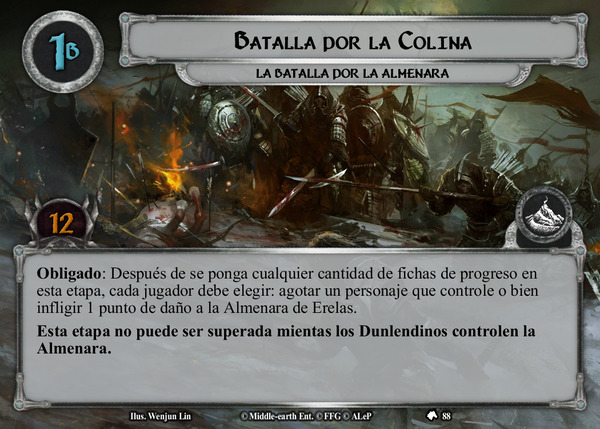 1B
BATALLA POR LA COLINA
LA BATALLA POR LA ALMENARA
12
Obligado: Después de se ponga cualquier cantidad de fichas de progreso en
esta etapa, cada jugador debe elegir: agotar un personaje que controle o bien
infligir 1 punto de daño a la Almenara de Erelas.
Esta etapa no puede ser superada mientas los Dunlendinos controlen la
Almenara.
Ilus. Wenjun Lin © Middle-earth Ent. © FFG © ALeP 88